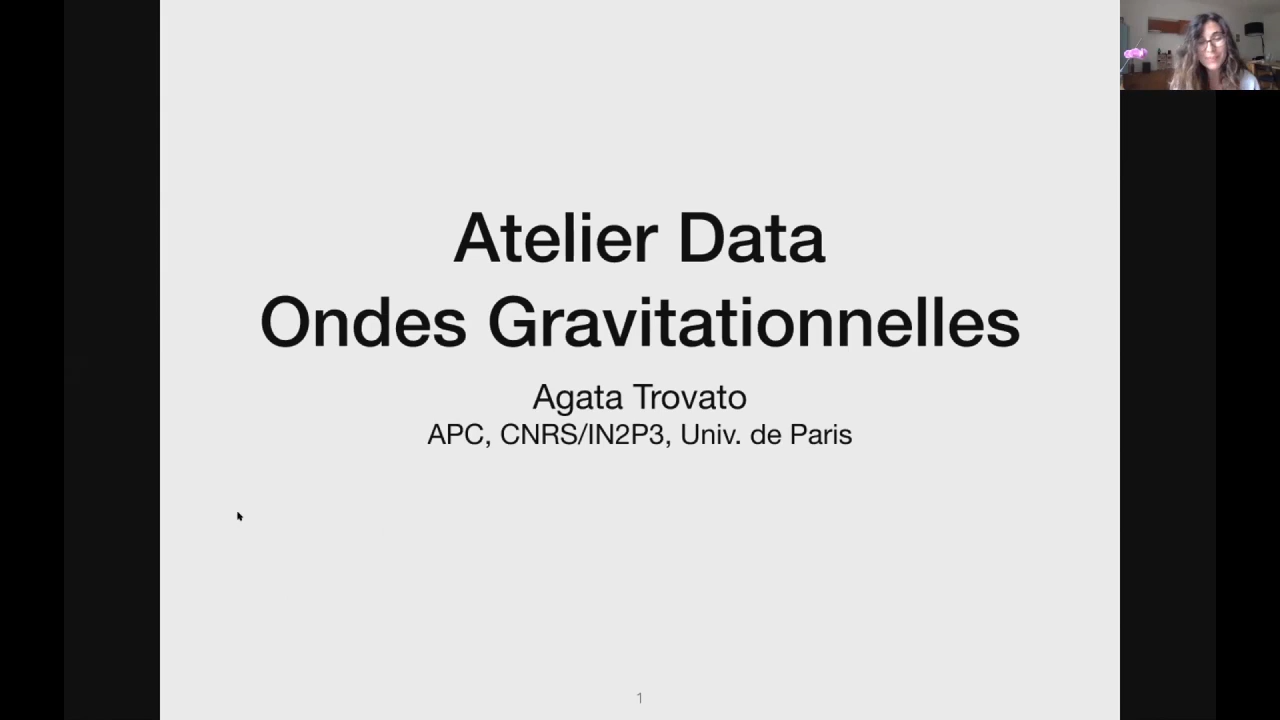 Atelier Data
Ondes Gravitationnelles
Agata Trovato
APC, CNRS/IN2P3, Univ. de Paris
1